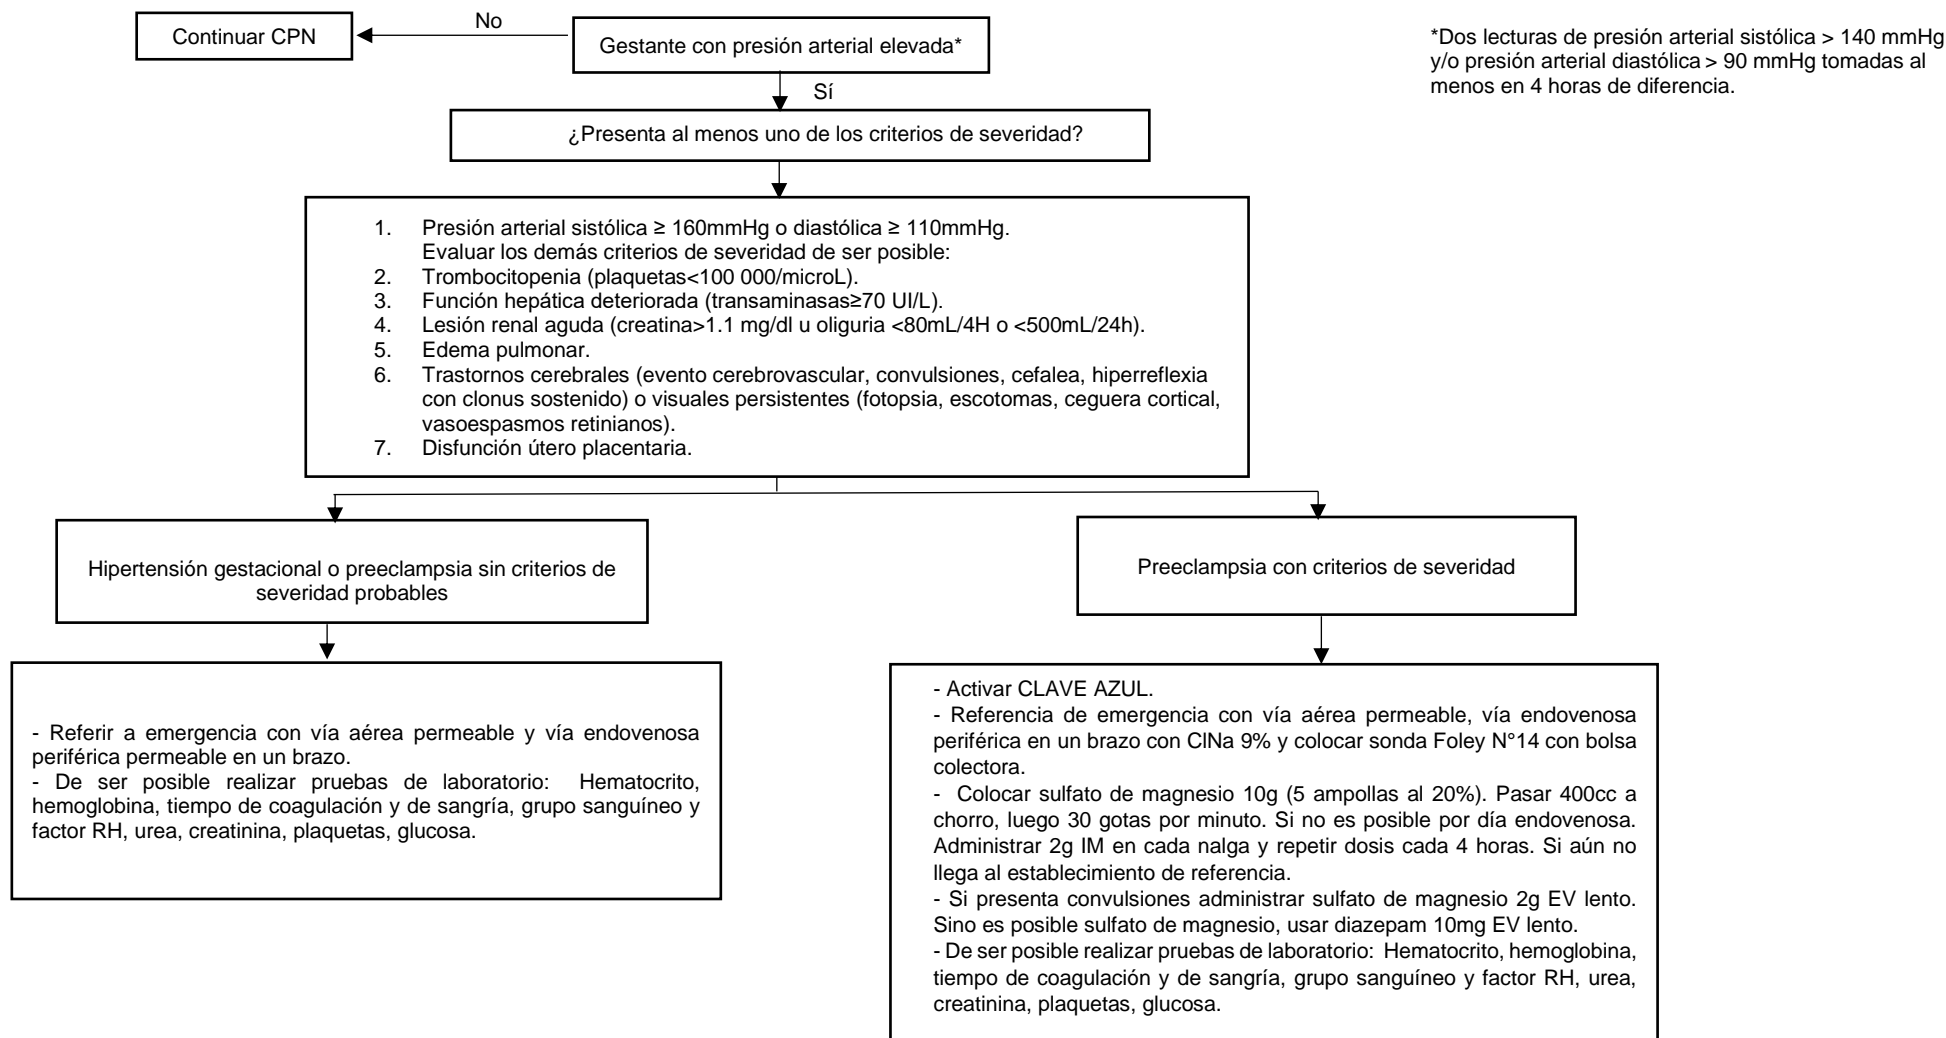 No
Continuar CPN
Gestante con presión arterial elevada*
*Dos lecturas de presión arterial sistólica > 140 mmHg
y/o presión arterial diastólica > 90 mmHg tomadas al
menos en 4 horas de diferencia.
Sí
¿Presenta al menos uno de los criterios de severidad?
1. Presión arterial sistólica ≥ 160mmHg o diastólica ≥ 110mmHg.
Evaluar los demás criterios de severidad de ser posible:
2. Trombocitopenia (plaquetas<100 000/microL).
3. Función hepática deteriorada (transaminasas≥70 UI/L).
4. Lesión renal aguda (creatina>1.1 mg/dl u oliguria <80mL/4H o <500mL/24h).
5. Edema pulmonar.
6. Trastornos cerebrales (evento cerebrovascular, convulsiones, cefalea, hiperreflexia
con clonus sostenido) o visuales persistentes (fotopsia, escotomas, ceguera cortical,
vasoespasmos retinianos).
7. Disfunción útero placentaria.
Hipertensión gestacional o preeclampsia sin criterios de
severidad probables
Preeclampsia con criterios de severidad
- Referir a emergencia con vía aérea permeable y vía endovenosa
periférica permeable en un brazo.
- De ser posible realizar pruebas de laboratorio: Hematocrito,
hemoglobina, tiempo de coagulación y de sangría, grupo sanguíneo y
factor RH, urea, creatinina, plaquetas, glucosa.
- Activar CLAVE AZUL.
- Referencia de emergencia con vía aérea permeable, vía endovenosa
periférica en un brazo con ClNa 9% y colocar sonda Foley N°14 con bolsa
colectora.
- Colocar sulfato de magnesio 10g (5 ampollas al 20%). Pasar 400cc a
chorro, luego 30 gotas por minuto. Si no es posible por día endovenosa.
Administrar 2g IM en cada nalga y repetir dosis cada 4 horas. Si aún no
llega al establecimiento de referencia.
- Si presenta convulsiones administrar sulfato de magnesio 2g EV lento.
Sino es posible sulfato de magnesio, usar diazepam 10mg EV lento.
- De ser posible realizar pruebas de laboratorio: Hematocrito, hemoglobina,
tiempo de coagulación y de sangría, grupo sanguíneo y factor RH, urea,
creatinina, plaquetas, glucosa.